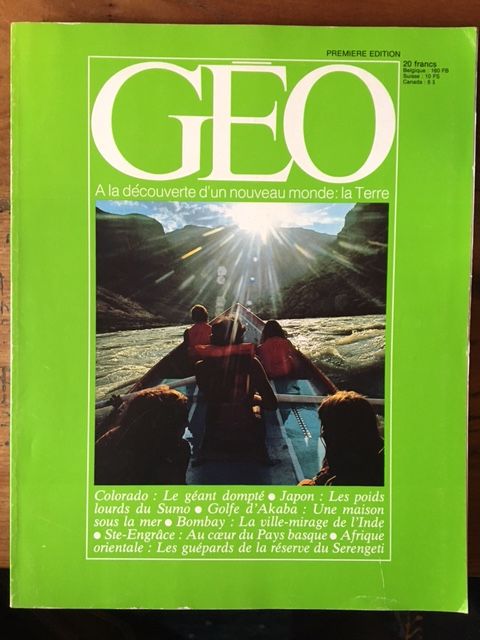 PREMIERE EDITION
20 francs
Belgique : 160 FB
Suisse : 10 FS
Canada : 8 $
GEO
A la découverte d'un nouveau monde: la Terre
Colorado : Le géant dompté ● Japon : Les poids
lourds du Sumo ● Golfe d'Akaba : Une maison
sous la mer ● Bombay : La ville-mirage de l'Inde
● Ste-Engrâce : Au cœur du Pays basque ● Afrique
orientale : Les guépards de la réserve du Serengeti